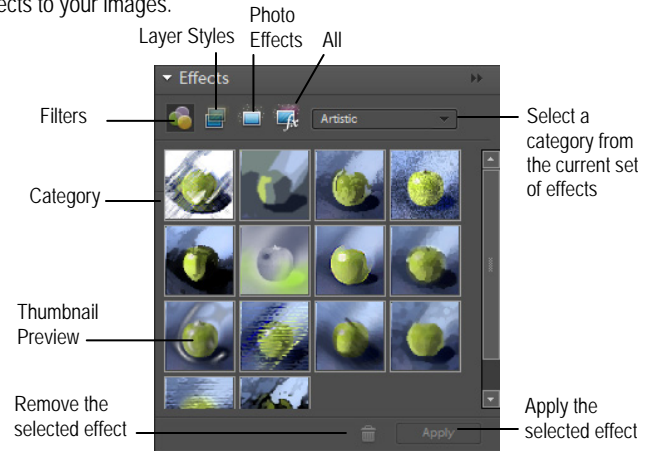 ects to your images.
Photo
Effects
Layer Styles
All
Effects
Filters
fx
Artistic
Select a
category from
the current set
of effects
Category
Thumbnail
Preview
Remove the
selected effect
Apply
Apply the
selected effect